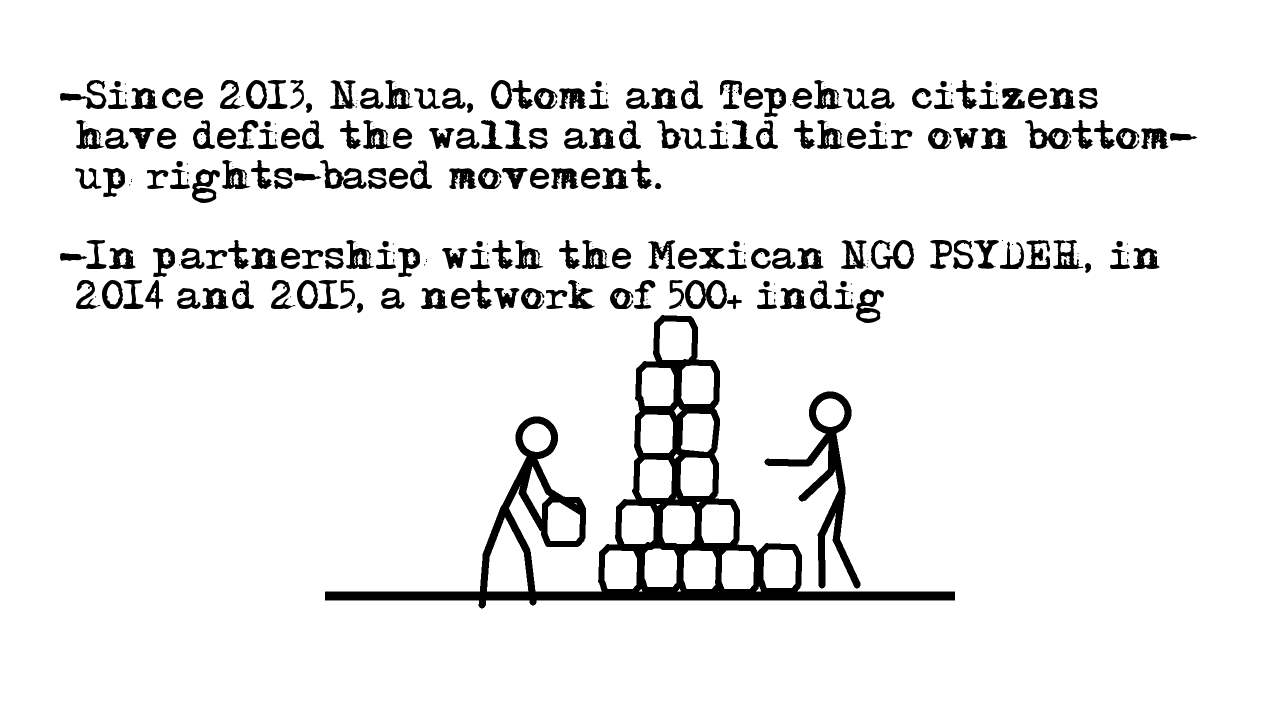 -Since 2013, Nahua, Otomi and Tepehua citizens
have defied the walls and build their own bottom-
up rights-based movement.
-In partnership with the Mexican NGO PSYDEH, in
2014 and 2015, a network of 500+ indig